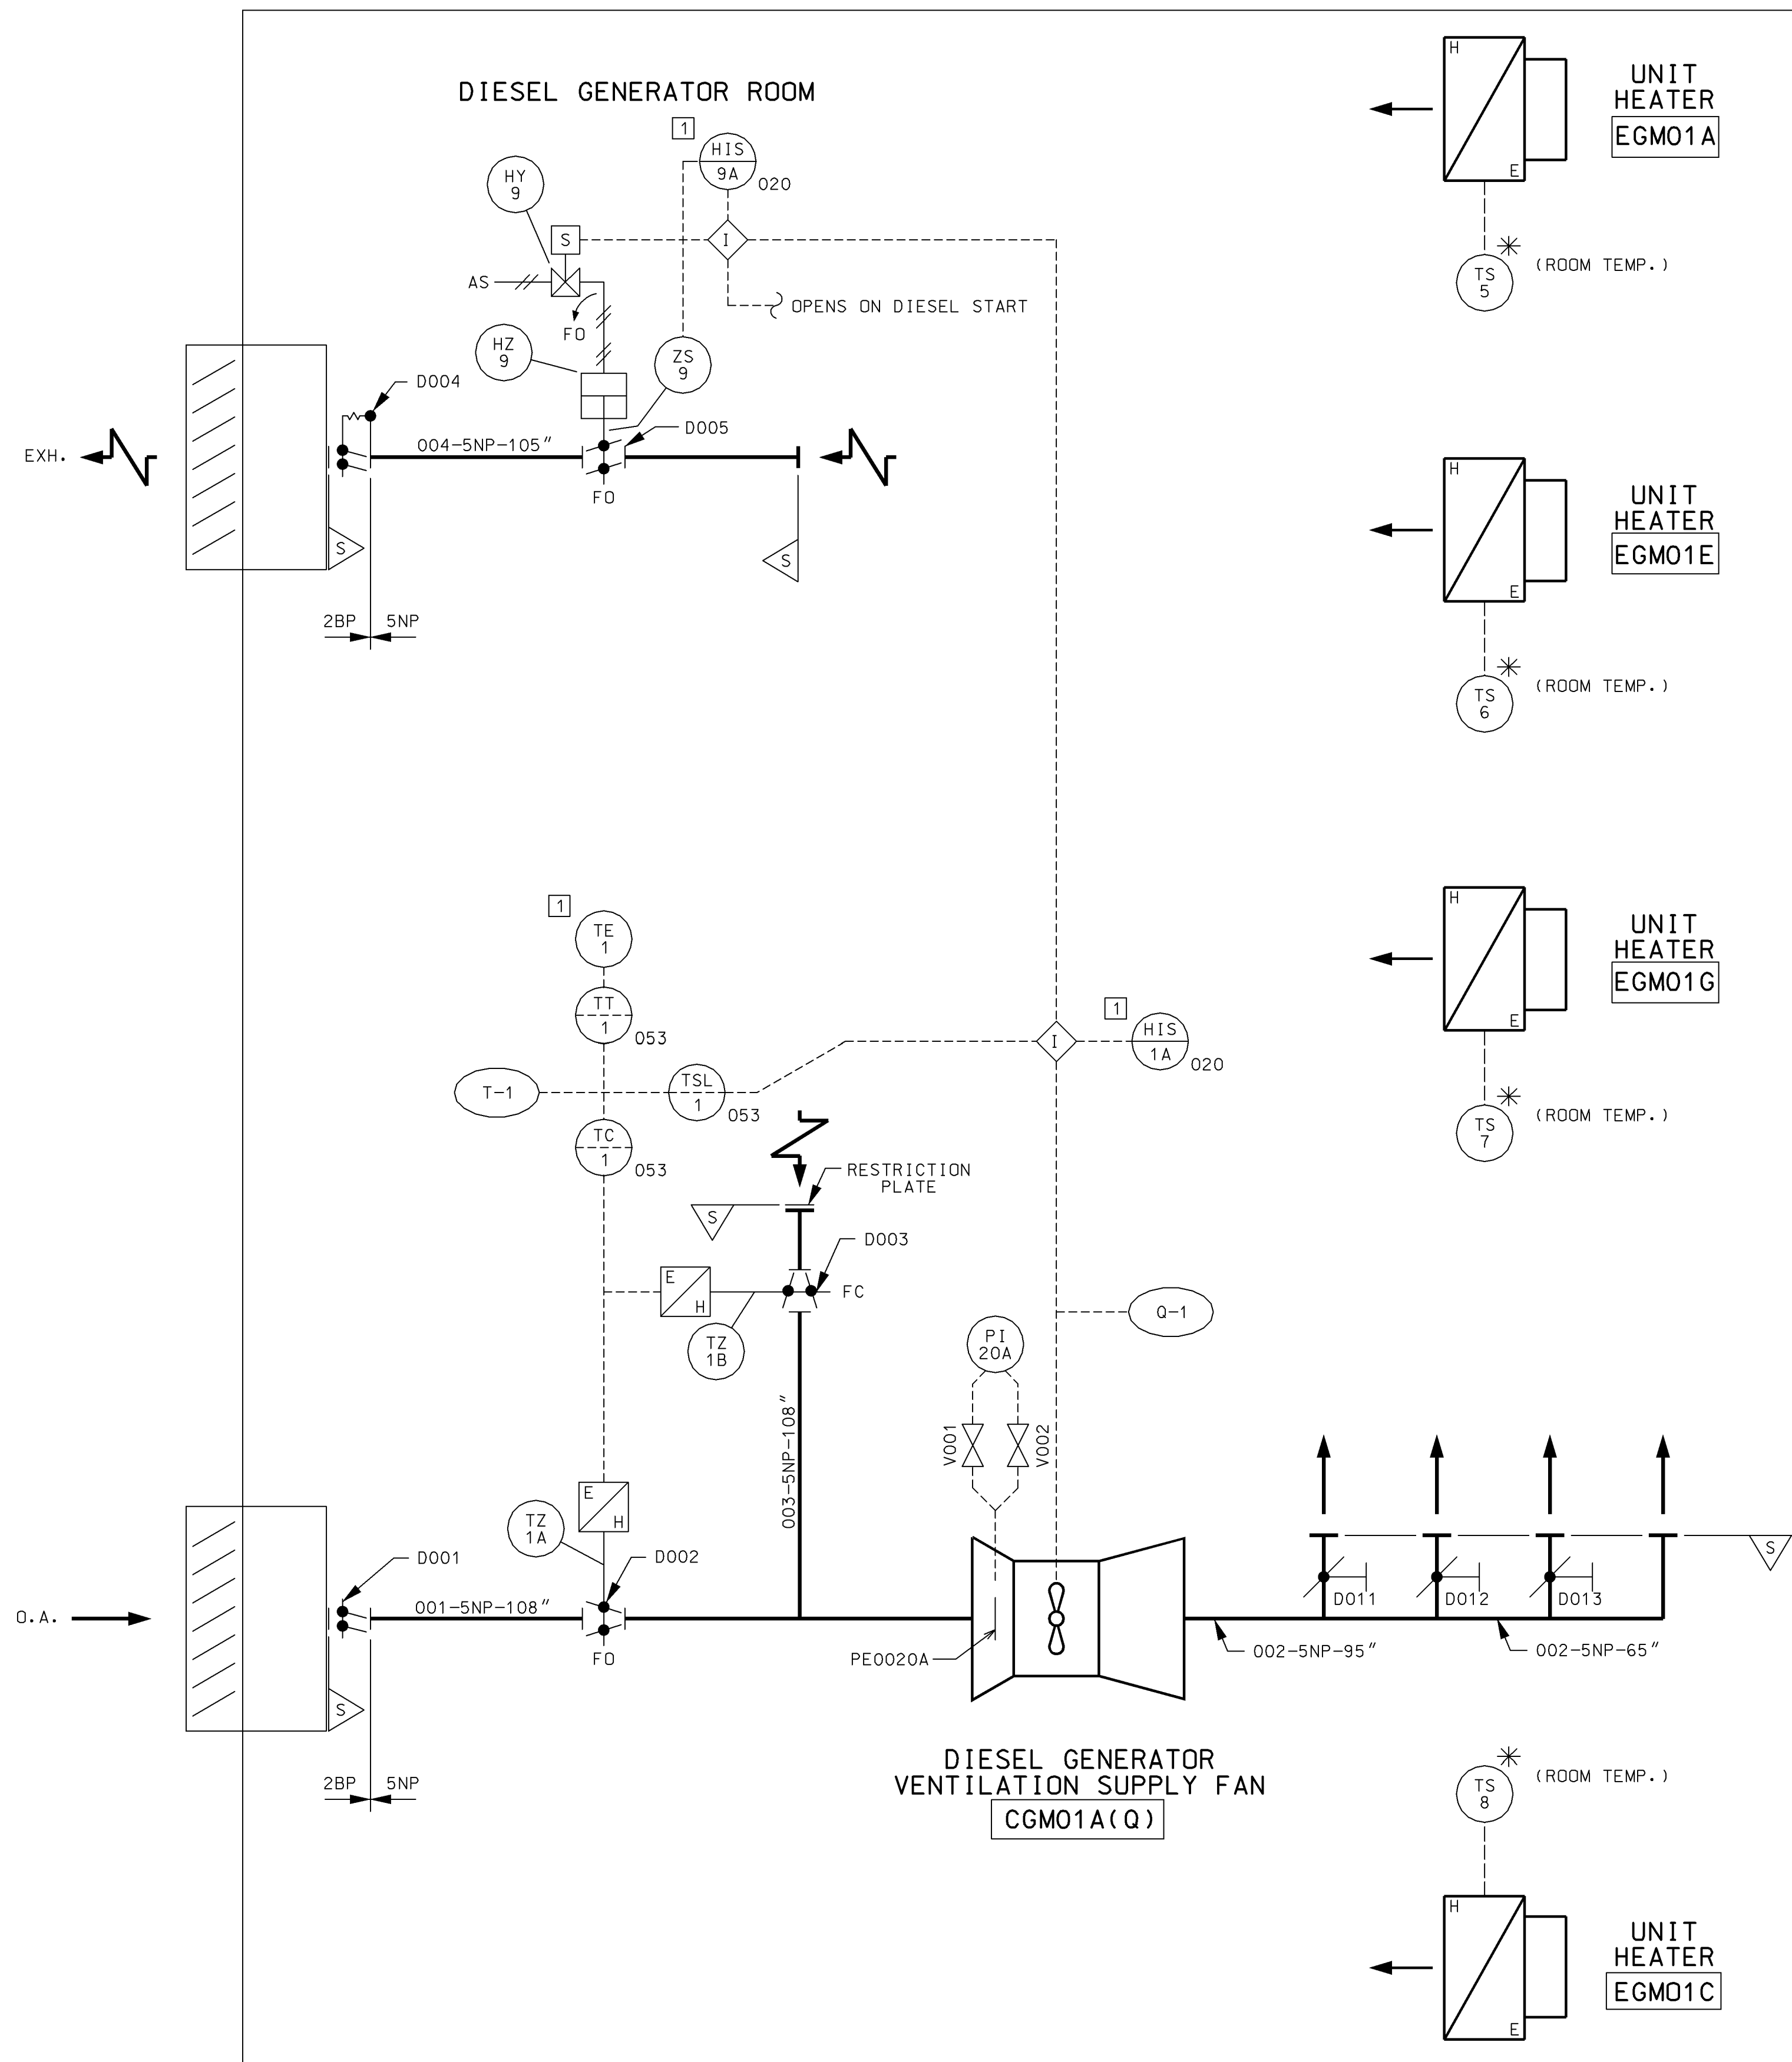 DIESEL GENERATOR ROOM
H
E
UNIT
HEATER
EGM01A
TS
5
(ROOM TEMP.)
1
HIS
9A
020
HY
9
S
I
AS
FO
OPENS ON DIESEL START
HZ
9
ZS
9
D004
D005
EXH.
004-5NP-105"
FO
S
S
2BP
5NP
H
E
UNIT
HEATER
EGM01E
TS
6
(ROOM TEMP.)
H
E
UNIT
HEATER
EGM01G
TS
7
(ROOM TEMP.)
1
TE
1
TT
1
053
T-1
TSL
1
053
TC
1
053
I
1
HIS
1A
020
RESTRICTION
PLATE
S
D003
E
H
FC
TZ
1B
Q-1
PI
20A
V001
V002
003-5NP-108"
E
H
TZ
1A
D001
D002
O.A.
001-5NP-108"
FO
S
2BP
5NP
PE0020A
D011
D012
D013
S
002-5NP-95"
002-5NP-65"
DIESEL GENERATOR
VENTILATION SUPPLY FAN
CGM01A(Q)
TS
8
(ROOM TEMP.)
H
E
UNIT
HEATER
EGM01C